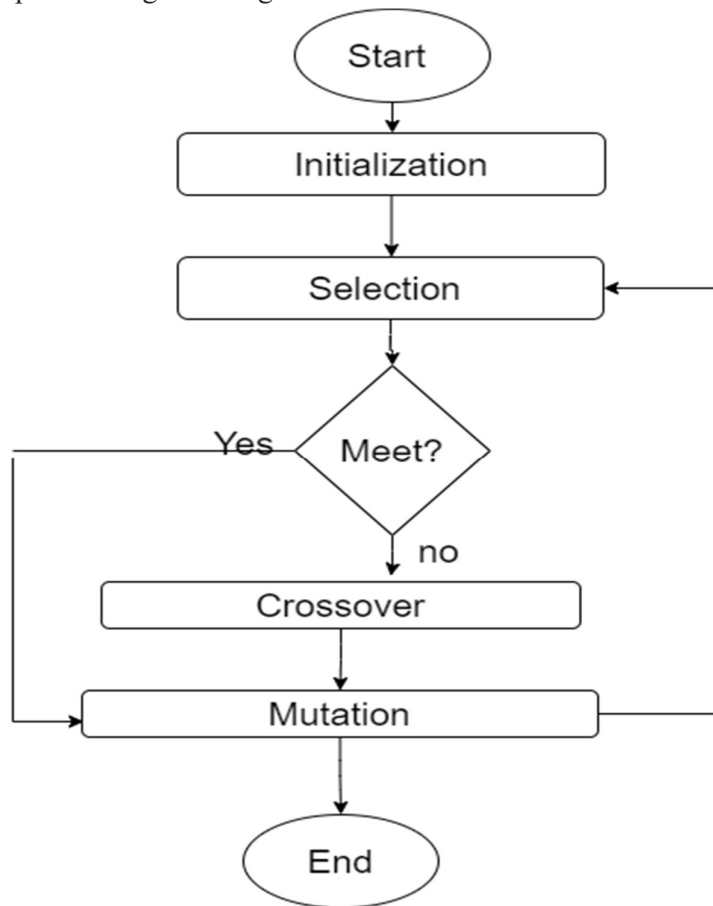 Start
Initialization
Selection
Yes
Meet?
no
Crossover
Mutation
End